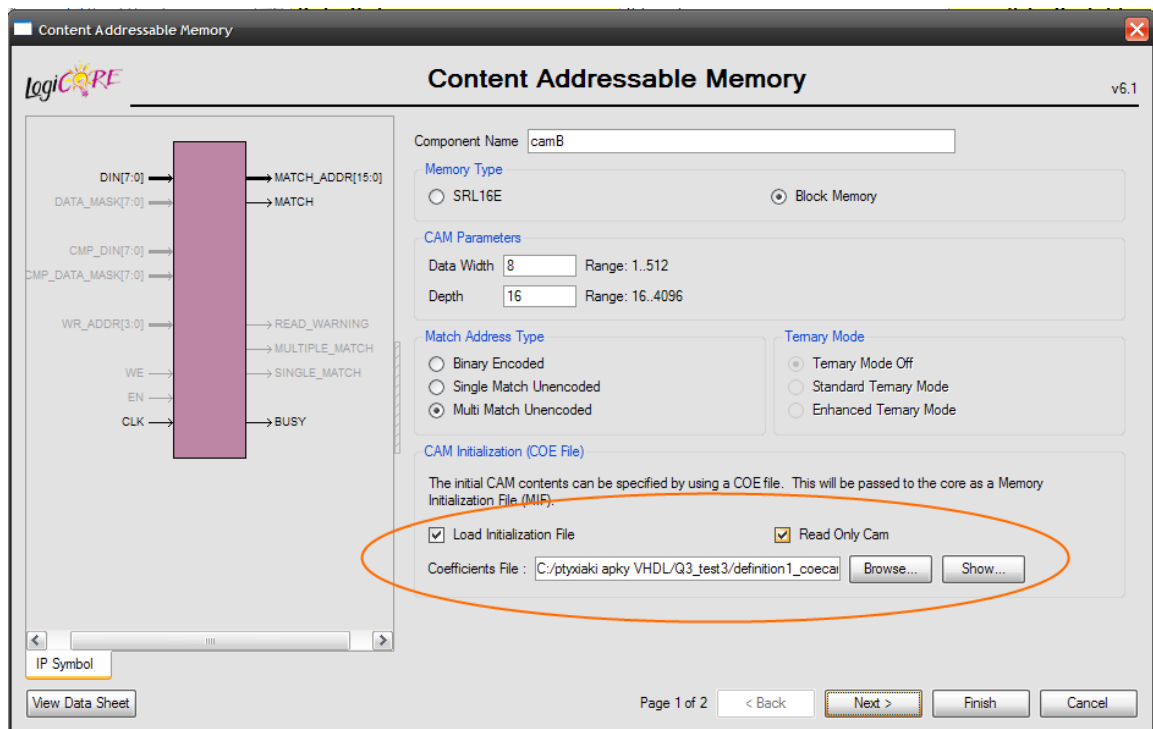 Content Addressable Memory
LogiCORE
Content Addressable Memory
v6.1
DIN[7:0]
DATA_MASK[7:0]
CMP_DIN[7:0]
CMP_DATA_MASK[7:0]
WR_ADDR[3:0]
WE
EN
CLK
MATCH_ADDR[15:0]
MATCH
READ_WARNING
MULTIPLE_MATCH
SINGLE_MATCH
BUSY
IP Symbol
View Data Sheet
Component Name camB
Memory Type
SRL16E Block Memory
CAM Parameters
Data Width 8 Range: 1..512
Depth 16 Range: 16..4096
Match Address Type
Binary Encoded
Single Match Unencoded
Multi Match Unencoded
Ternary Mode
Ternary Mode Off
Standard Ternary Mode
Enhanced Ternary Mode
CAM Initialization (COE File)
The initial CAM contents can be specified by using a COE file. This will be passed to the core as a Memory
Initialization File (MIF).
Load Initialization File Read Only Cam
Coefficients File : C:/ptyxiaki apky VHDL/Q3_test3/definition1_coecar Browse... Show...
Page 1 of 2 < Back Next > Finish Cancel